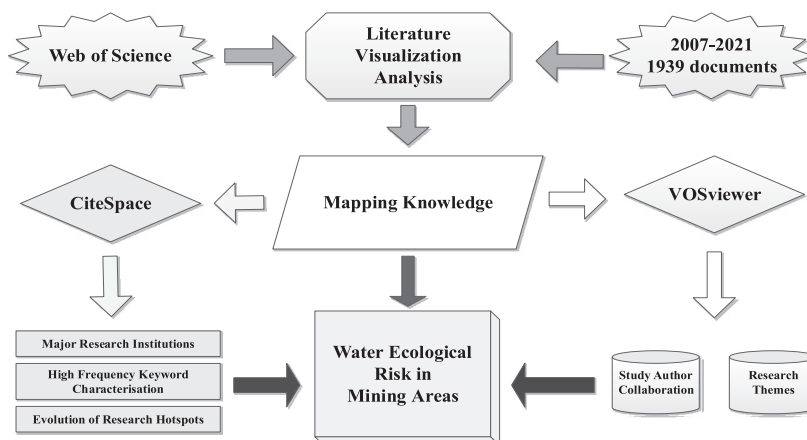 Web of Science
Literature
Visualization
Analysis
2007-2021
1939 documents
CiteSpace
Mapping Knowledge
VOSviewer
Major Research Institutions
High Frequency Keyword
Characterisation
Evolution of Research Hotspots
Water Ecological
Risk in
Mining Areas
Study Author
Collaboration
Research
Themes